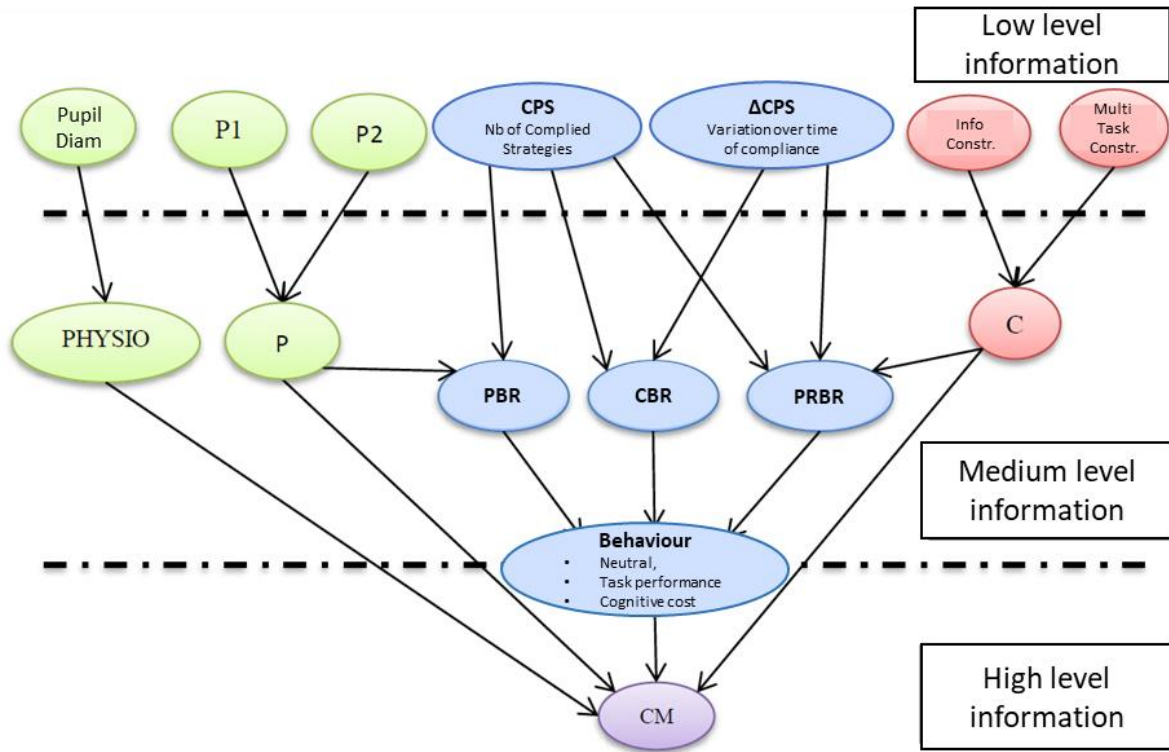 Low level
information
Pupil
Diam
P1
P2
CPS
Nb of Complied
Strategies
ΔCPS
Variation over time
of compliance
Info
Constr.
Multi
Task
Constr.
PHYSIO
P
C
PBR
CBR
PRBR
Medium level
information
Behaviour
• Neutral,
• Task performance
• Cognitive cost
High level
information
CM